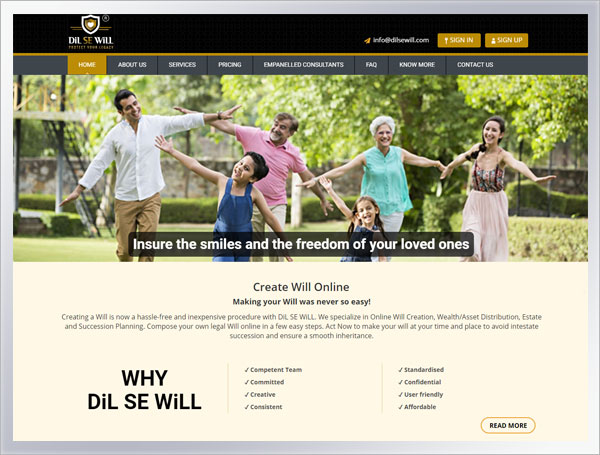 DiL SE WiLL
PROTECT YOUR LEGACY
info@dilsewill.com
SIGN IN
SIGN UP
HOME
ABOUT US
SERVICES
PRICING
EMPANELLED CONSULTANTS
FAQ
KNOW MORE
CONTACT US
Insure the smiles and the freedom of your loved ones
Create Will Online
Making your Will was never so easy!
Creating a Will is now a hassle-free and inexpensive procedure with DiL SE WiLL. We specialize in Online Will Creation, Wealth/Asset Distribution, Estate
and Succession Planning. Compose your own legal Will online in a few easy steps. Act Now to make your will at your time and place to avoid intestate
succession and ensure a smooth inheritance.
WHY
DiL SE WiLL
✓ Competent Team
✓ Committed
✓ Creative
✓ Consistent
✓ Standardised
✓ Confidential
✓ User friendly
✓ Affordable
READ MORE